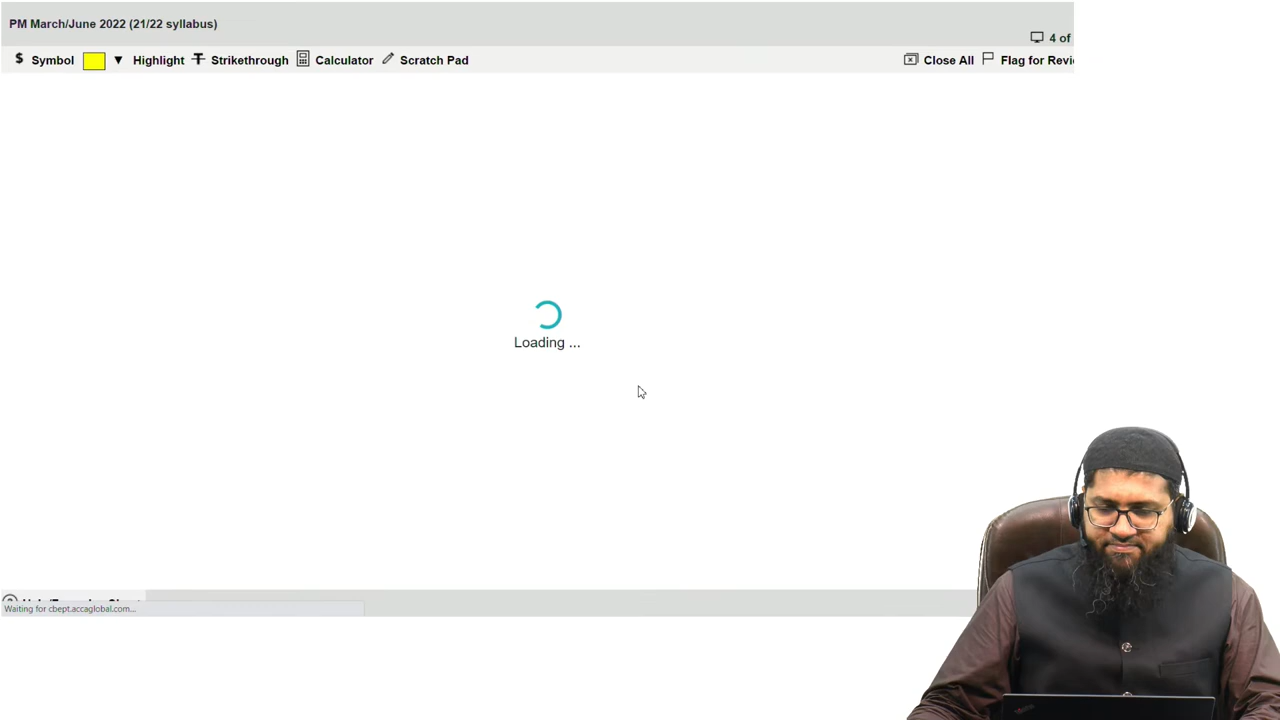 PM March/June 2022 (21/22 syllabus)
4 of
$ Symbol Highlight Strikethrough Calculator Scratch Pad Close All Flag for Revi
Loading ...
Waiting for cbept.accaglobal.com...